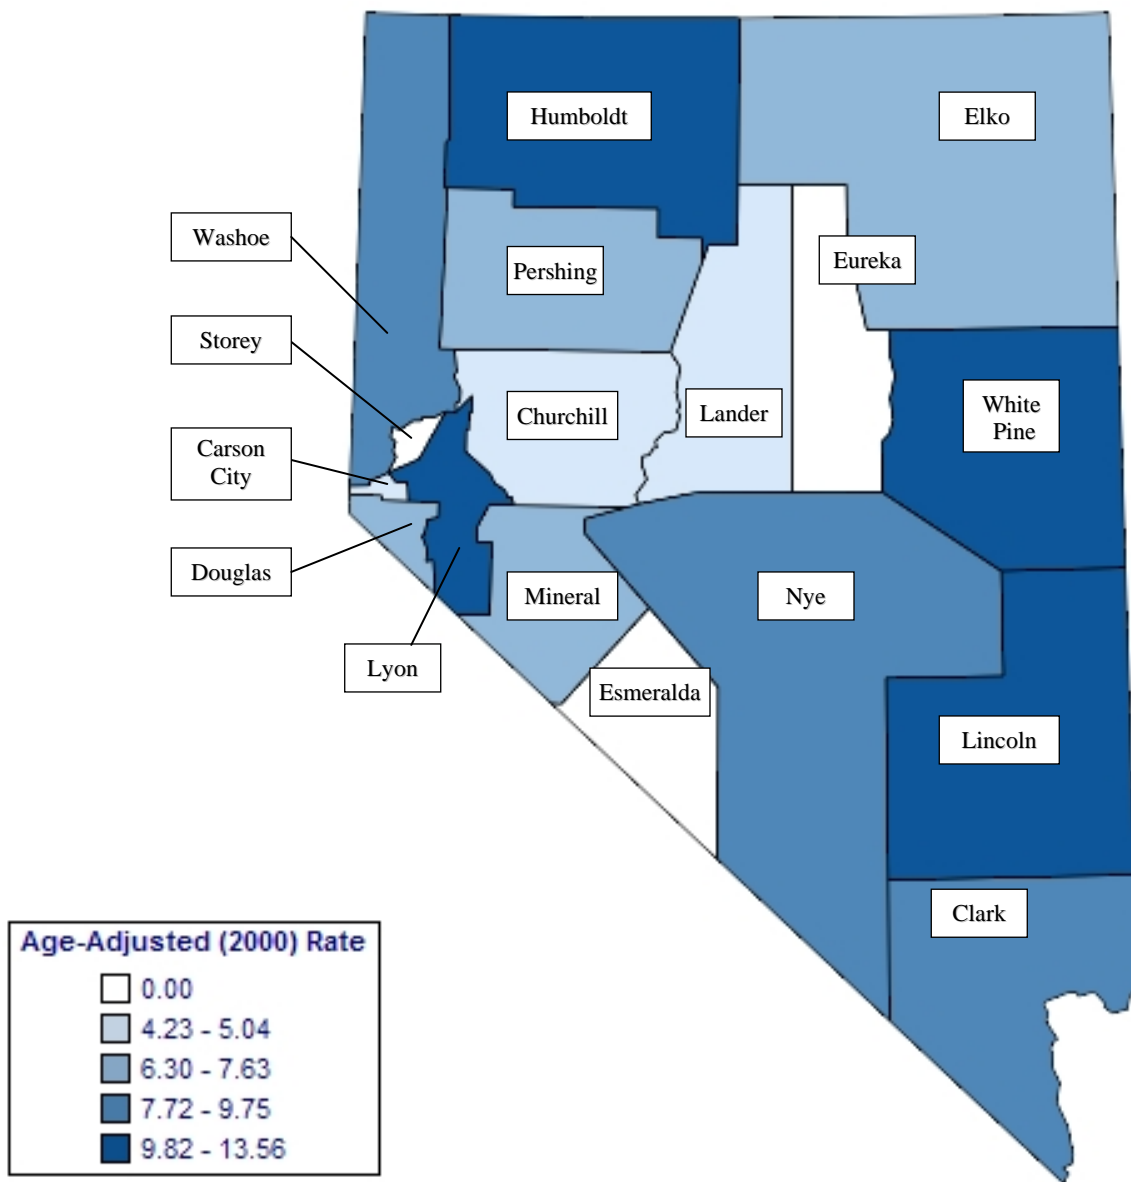 Humboldt
Elko
Washoe
Eureka
Pershing
Storey
Churchill
Lander
White
Pine
Carson
City
Douglas
Mineral
Nye
Lyon
Esmeralda
Lincoln
Clark
Age-Adjusted (2000) Rate
0.00
4.23 - 5.04
6.30 - 7.63
7.72 - 9.75
9.82 - 13.56